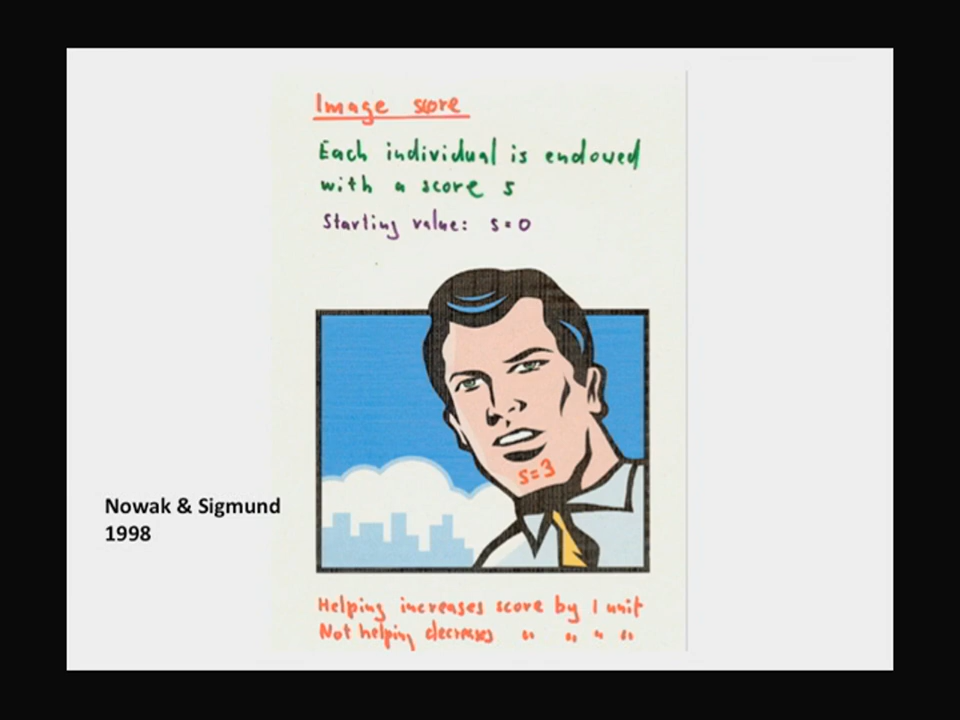 Image score
Each individual is endowed
with a score s
Starting value: s=0
s=3
Nowak & Sigmund
1998
Helping increases score by 1 unit
Not helping decreases " " " "